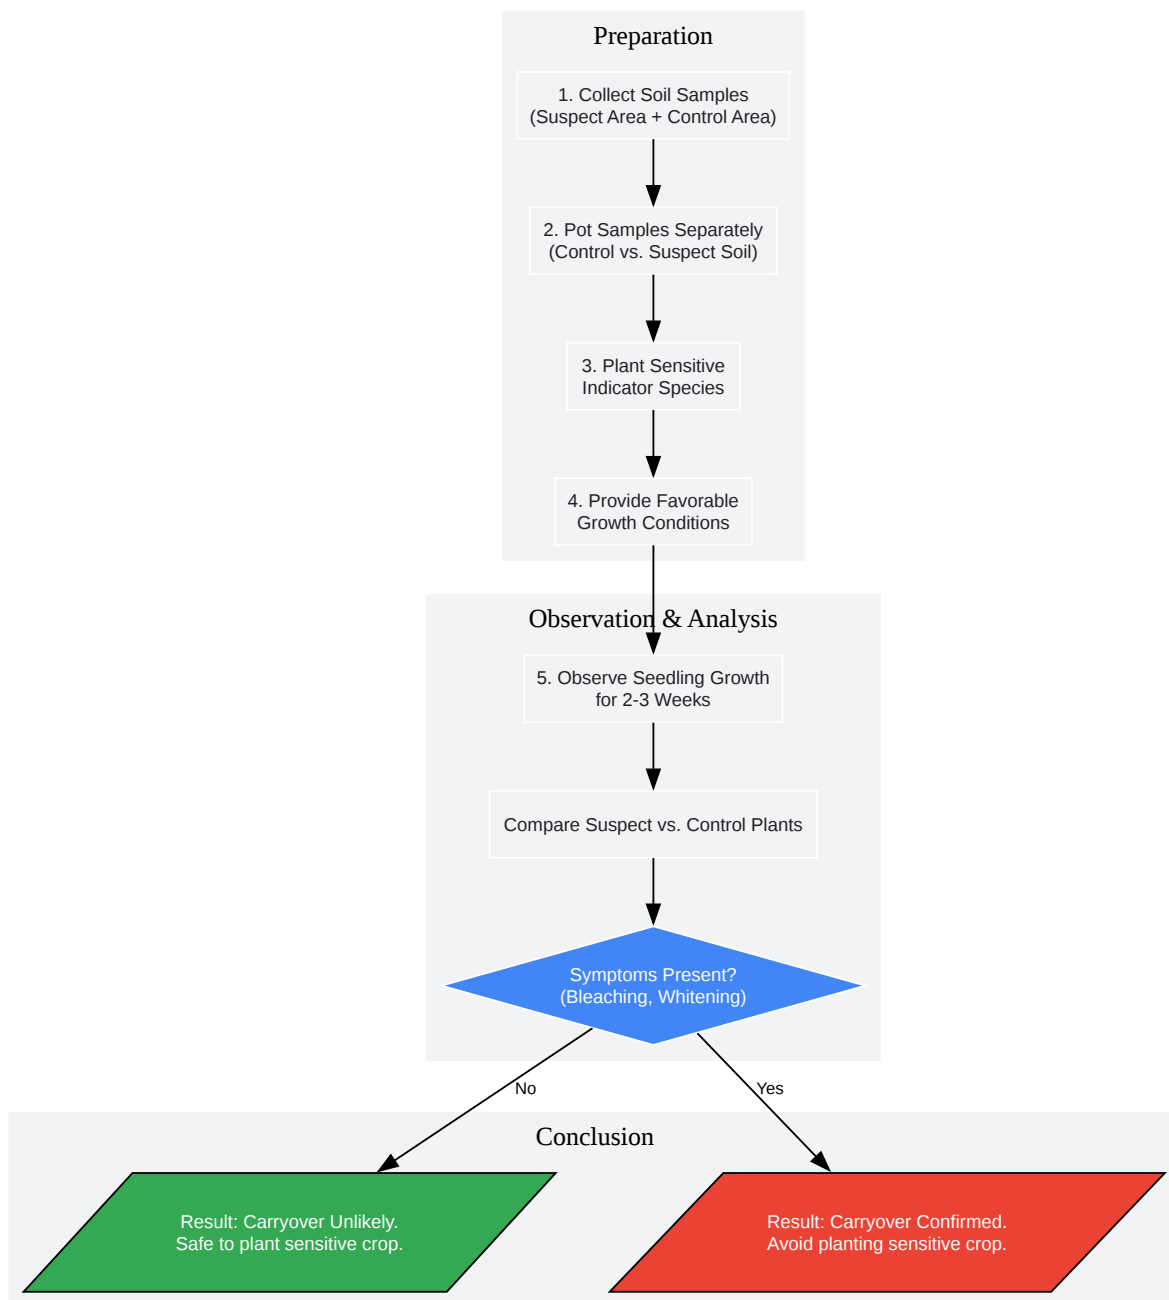 Preparation
1. Collect Soil Samples
(Suspect Area + Control Area)
2. Pot Samples Separately
(Control vs. Suspect Soil)
3. Plant Sensitive
Indicator Species
4. Provide Favorable
Growth Conditions
Observation & Analysis
5. Observe Seedling Growth
for 2-3 Weeks
Compare Suspect vs. Control Plants
Symptoms Present?
(Bleaching, Whitening)
No
Yes
Conclusion
Result: Carryover Unlikely.
Safe to plant sensitive crop.
Result: Carryover Confirmed.
Avoid planting sensitive crop.